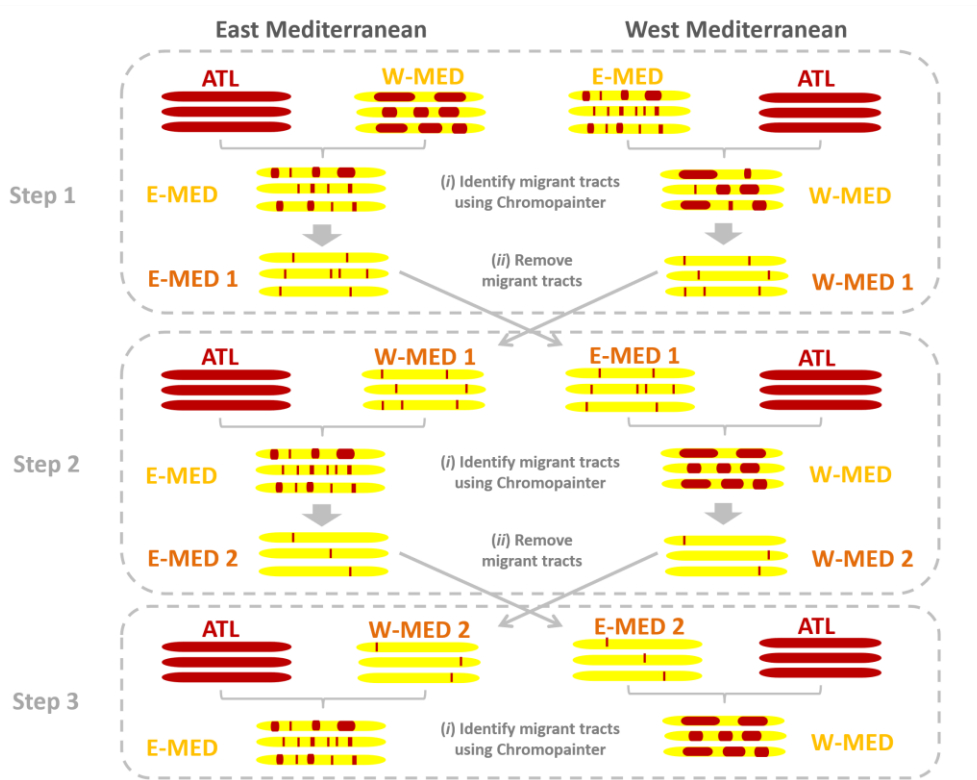 East Mediterranean
West Mediterranean
ATL
W-MED
E-MED
ATL
Step 1
E-MED
(i) Identify migrant tracts
using Chromopainter
W-MED
E-MED 1
(ii) Remove
migrant tracts
W-MED 1
ATL
W-MED 1
E-MED 1
ATL
Step 2
E-MED
(i) Identify migrant tracts
using Chromopainter
W-MED
E-MED 2
(ii) Remove
migrant tracts
W-MED 2
ATL
W-MED 2
E-MED 2
ATL
Step 3
E-MED
(i) Identify migrant tracts
using Chromopainter
W-MED